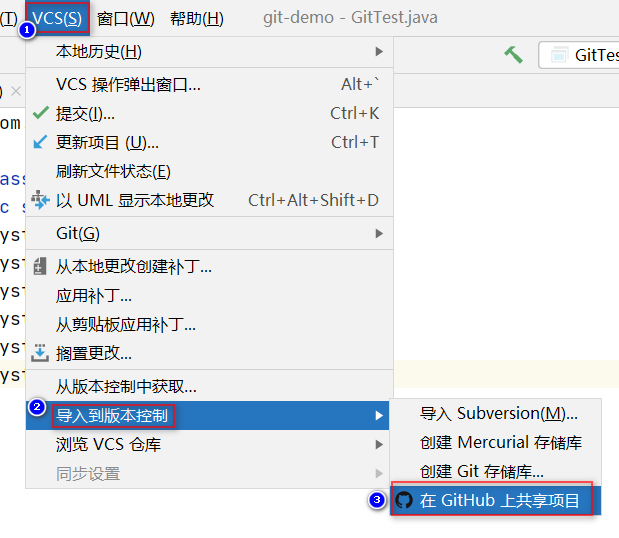 (T) VCS(S) 窗口(W) 帮助(H) git-demo - GitTest.java
1
本地历史(H)
VCS 操作弹出窗口... Alt+`
GitTes
提交(I)... Ctrl+K
更新项目 (U)... Ctrl+T
刷新文件状态(E)
以 UML 显示本地更改 Ctrl+Alt+Shift+D
Git(G)
从本地更改创建补丁...
应用补丁...
从剪贴板应用补丁...
搁置更改...
从版本控制中获取...
2 导入到版本控制
浏览 VCS 仓库
同步设置
导入 Subversion(M)...
创建 Mercurial 存储库
创建 Git 存储库...
3 在 GitHub 上共享项目
om
ass
c s
yst
yst
yst
yst
yst
yst